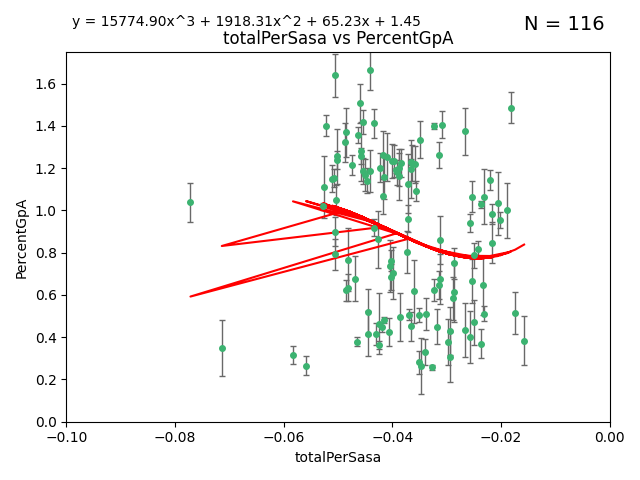 y = 15774.90x^3 + 1918.31x^2 + 65.23x + 1.45
N = 116
totalPerSasa vs PercentGpA
1.6
1.4
1.2
1.0
0.8
0.6
0.4
0.2
0.0
PercentGpA
−0.10 −0.08 −0.06 −0.04 −0.02 0.00
totalPerSasa